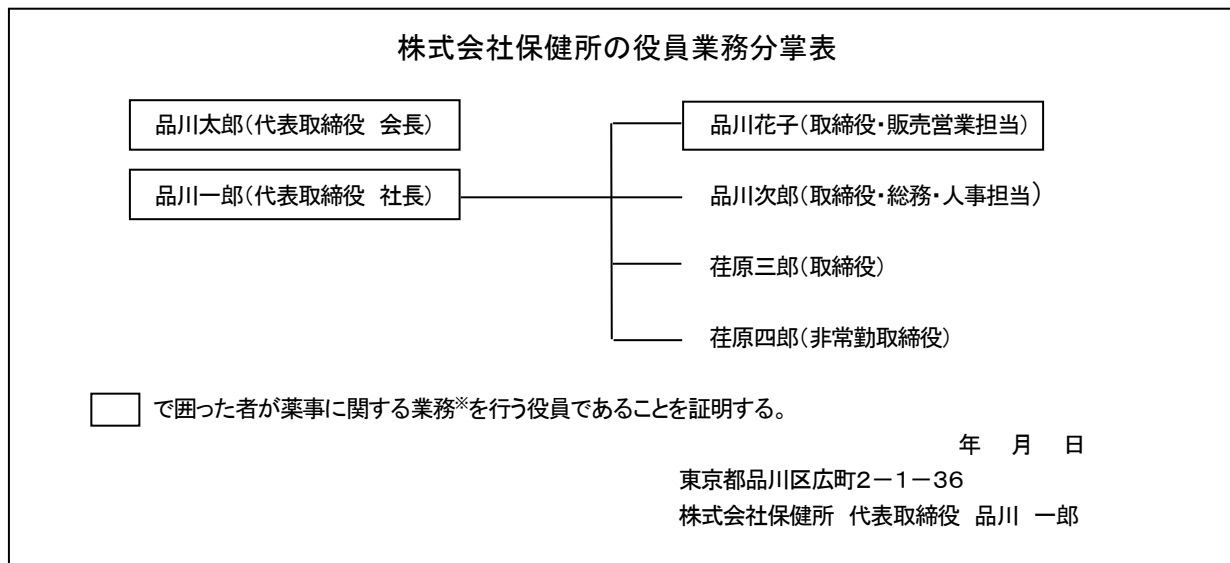 株式会社保健所の役員業務分掌表
品川太郎(代表取締役 会長)
品川一郎(代表取締役 社長)
品川花子(取締役・販売営業担当)
品川次郎(取締役・総務・人事担当)
荏原三郎(取締役)
荏原四郎(非常勤取締役)
で囲った者が薬事に関する業務※を行う役員であることを証明する。
年 月 日
東京都品川区広町2-1-36
株式会社保健所 代表取締役 品川 一郎